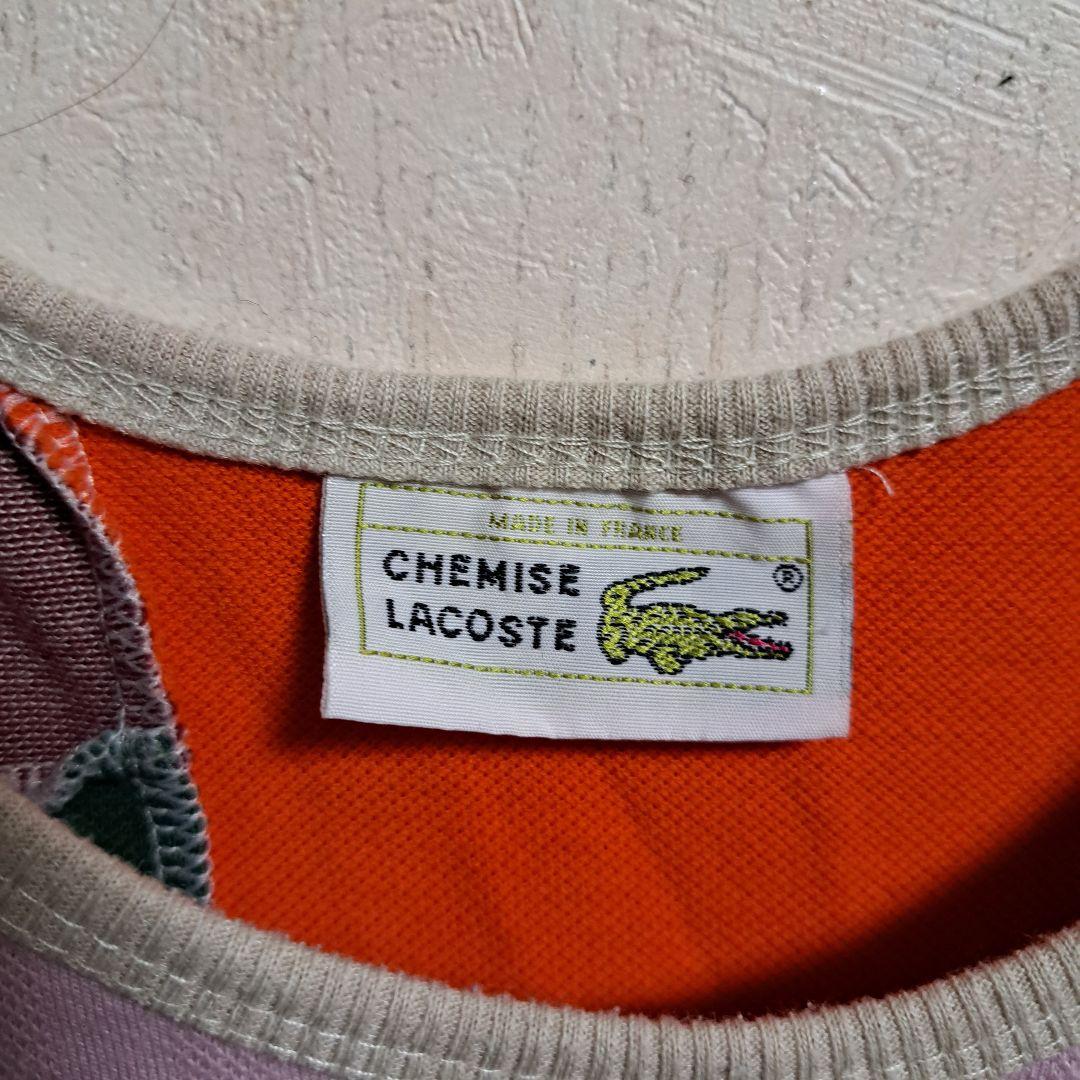 MADE IN FRANCE
CHEMISE
LACOSTE
®